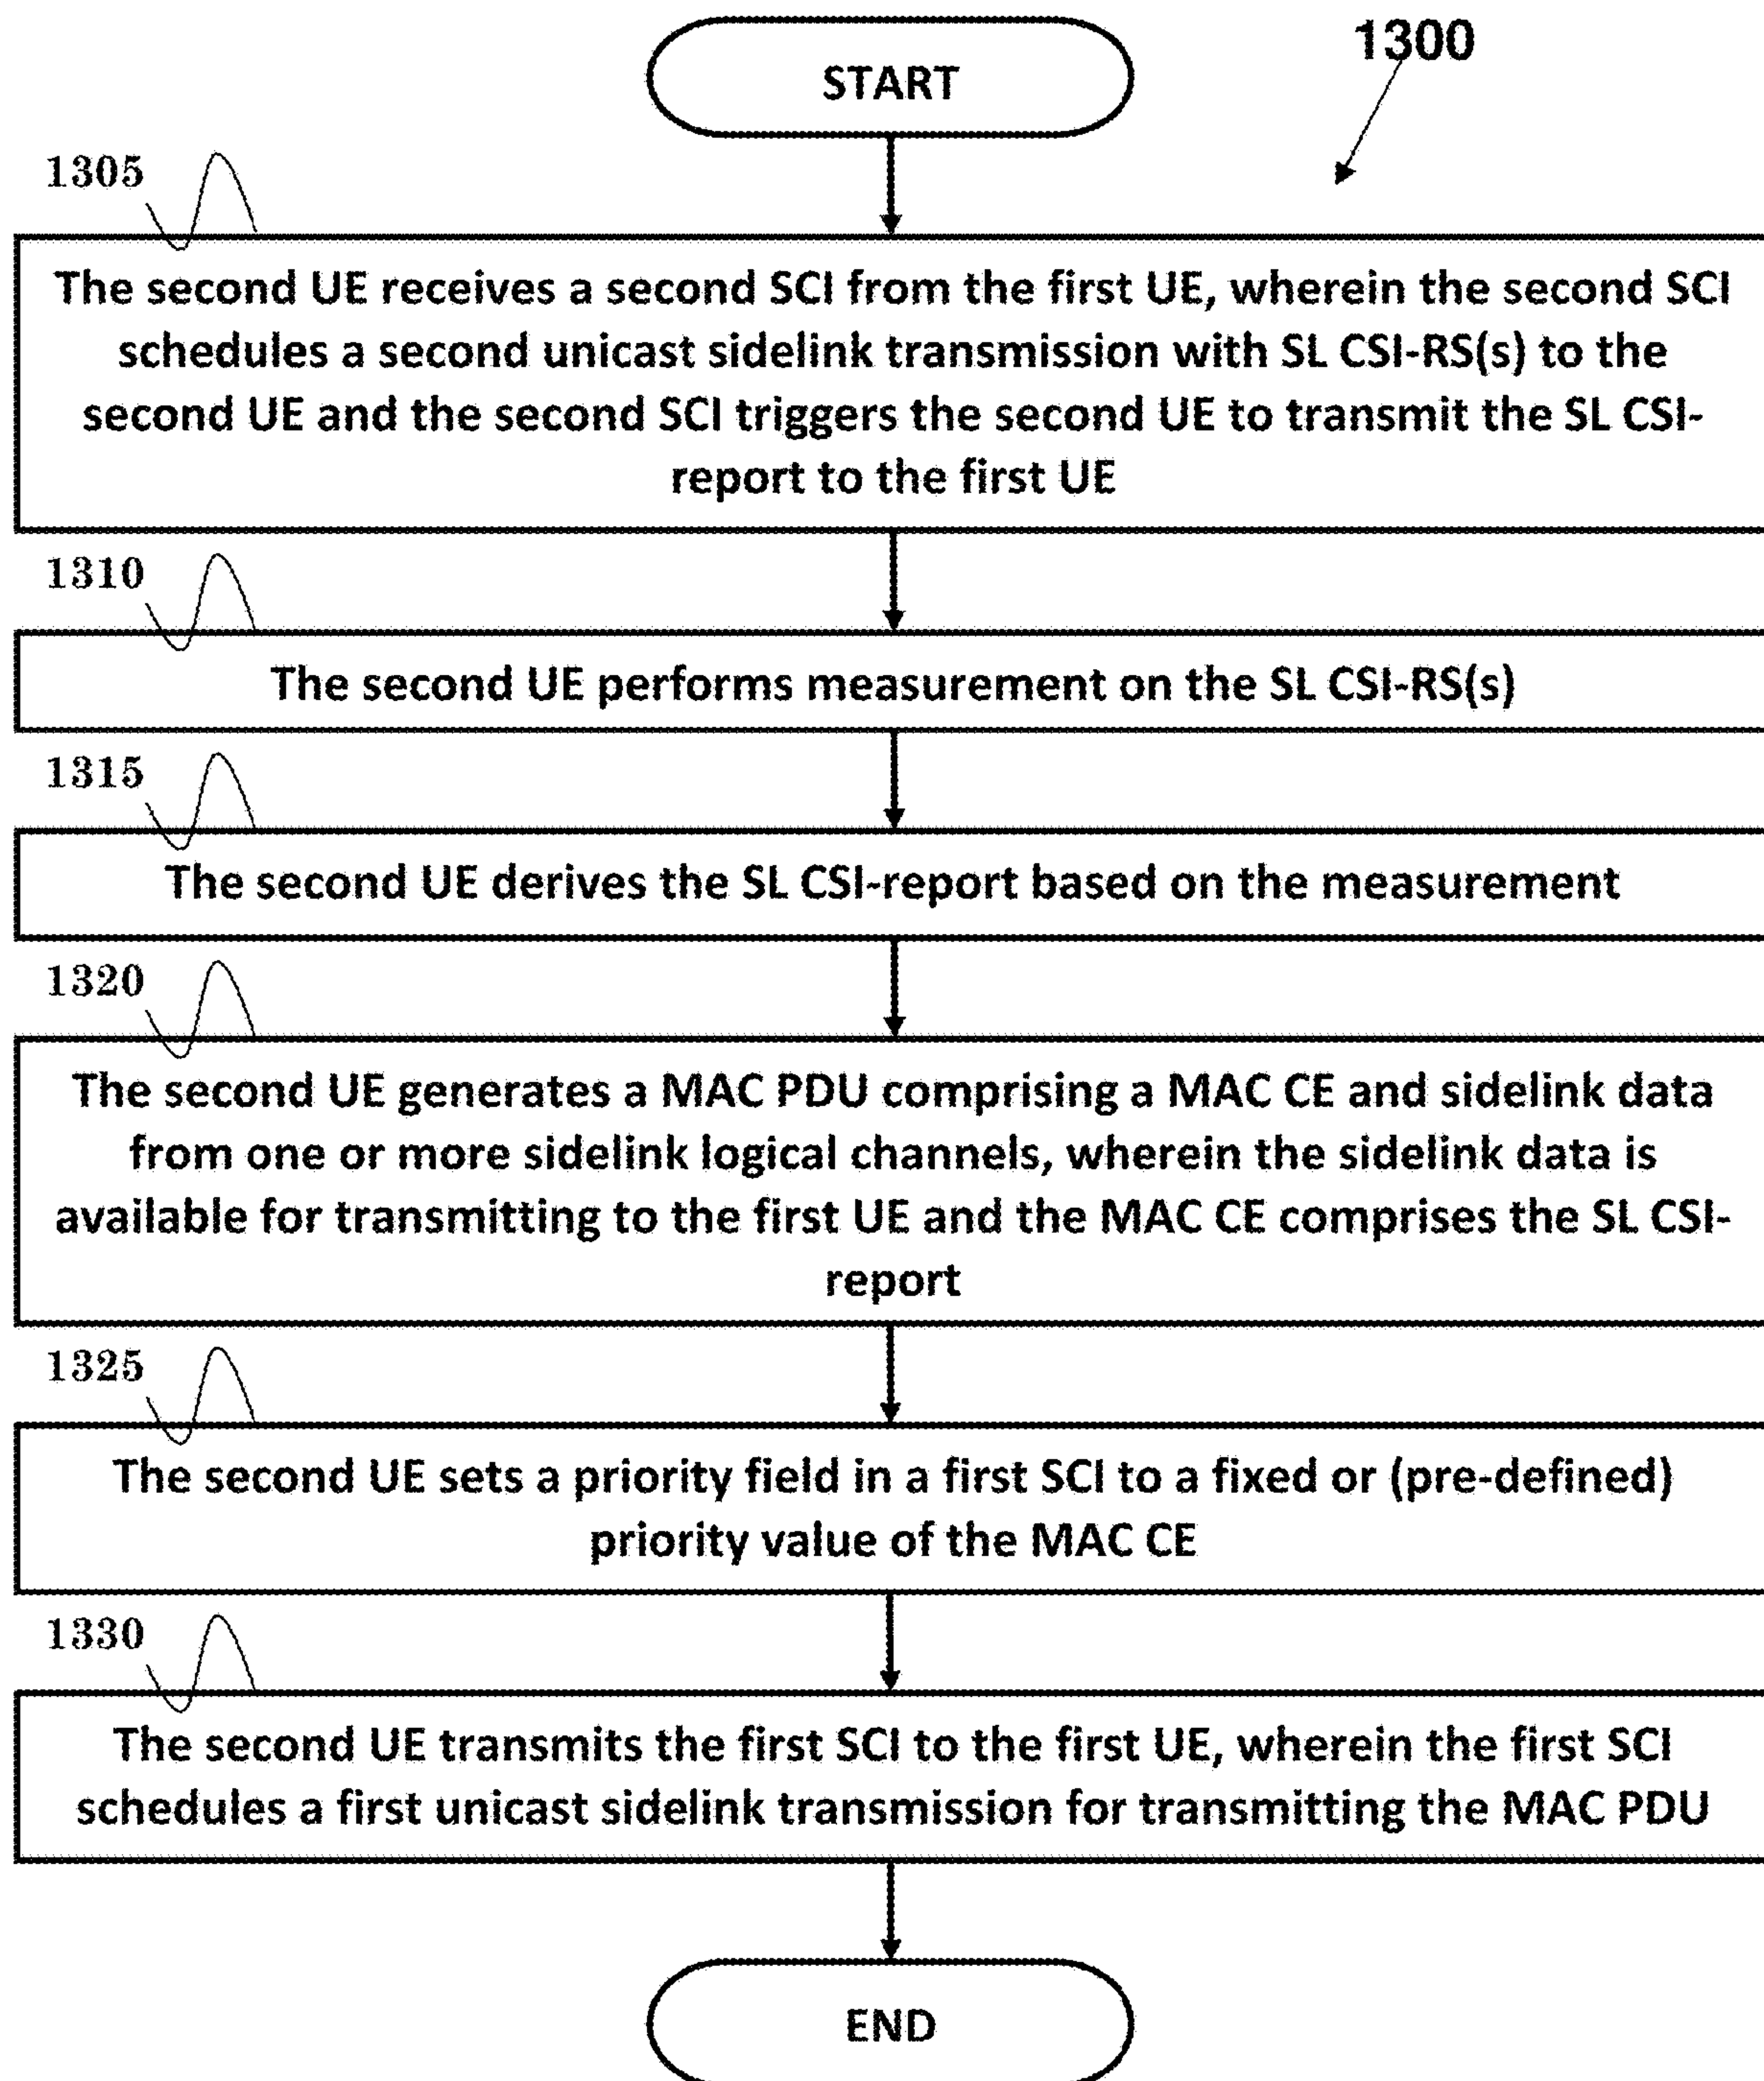 START
1300
1305
The second UE receives a second SCI from the first UE, wherein the second SCI
schedules a second unicast sidelink transmission with SL CSI-RS(s) to the
second UE and the second SCI triggers the second UE to transmit the SL CSI-
report to the first UE
1310
The second UE performs measurement on the SL CSI-RS(s)
1315
The second UE derives the SL CSI-report based on the measurement
1320
The second UE generates a MAC PDU comprising a MAC CE and sidelink data
from one or more sidelink logical channels, wherein the sidelink data is
available for transmitting to the first UE and the MAC CE comprises the SL CSI-
report
1325
The second UE sets a priority field in a first SCI to a fixed or (pre-defined)
priority value of the MAC CE
1330
The second UE transmits the first SCI to the first UE, wherein the first SCI
schedules a first unicast sidelink transmission for transmitting the MAC PDU
END